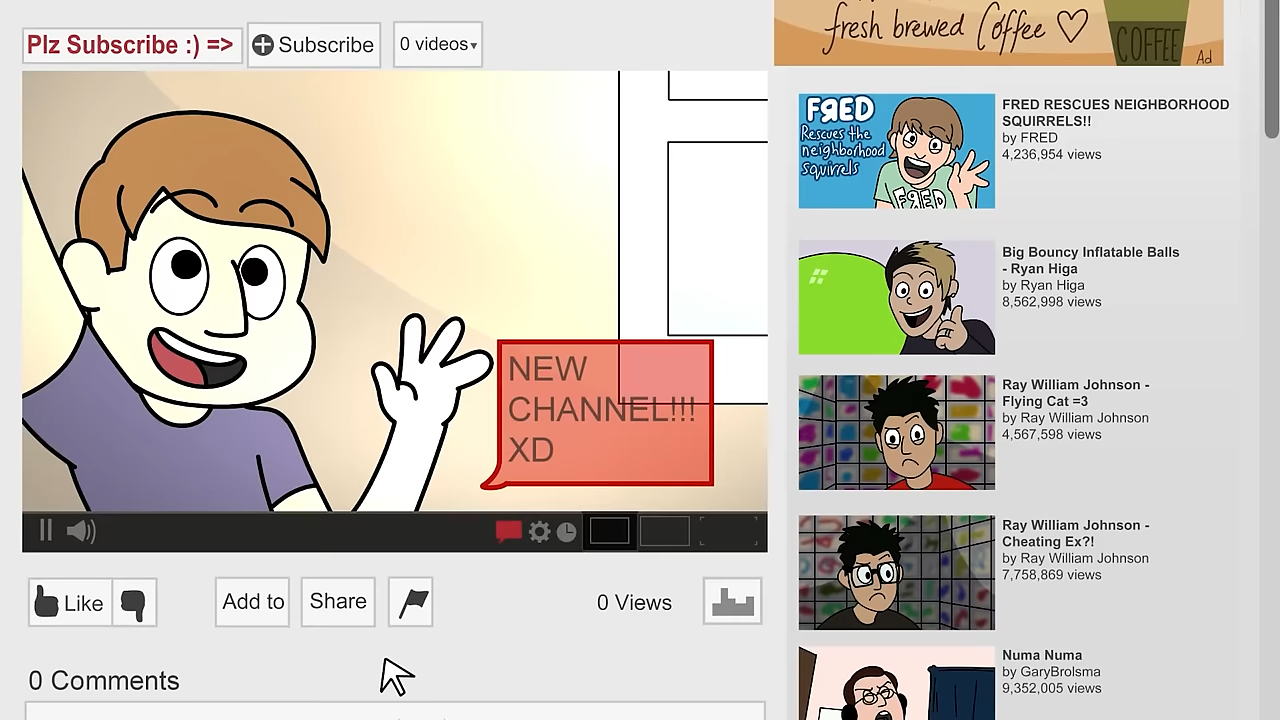 Plz Subscribe :) =>
Subscribe
0 videos
fresh brewed Coffee
COFFEE
Ad
NEW
CHANNEL!!!
XD
Like
Add to
Share
0 Views
0 Comments
FRED
Rescues the
neighborhood
squirrels
FRED
FRED RESCUES NEIGHBORHOOD
SQUIRRELS!!
by FRED
4,236,954 views
Big Bouncy Inflatable Balls
- Ryan Higa
by Ryan Higa
8,562,998 views
Ray William Johnson -
Flying Cat =3
by Ray William Johnson
4,567,598 views
Ray William Johnson -
Cheating Ex?!
by Ray William Johnson
7,758,869 views
Numa Numa
by GaryBrolsma
9,352,005 views